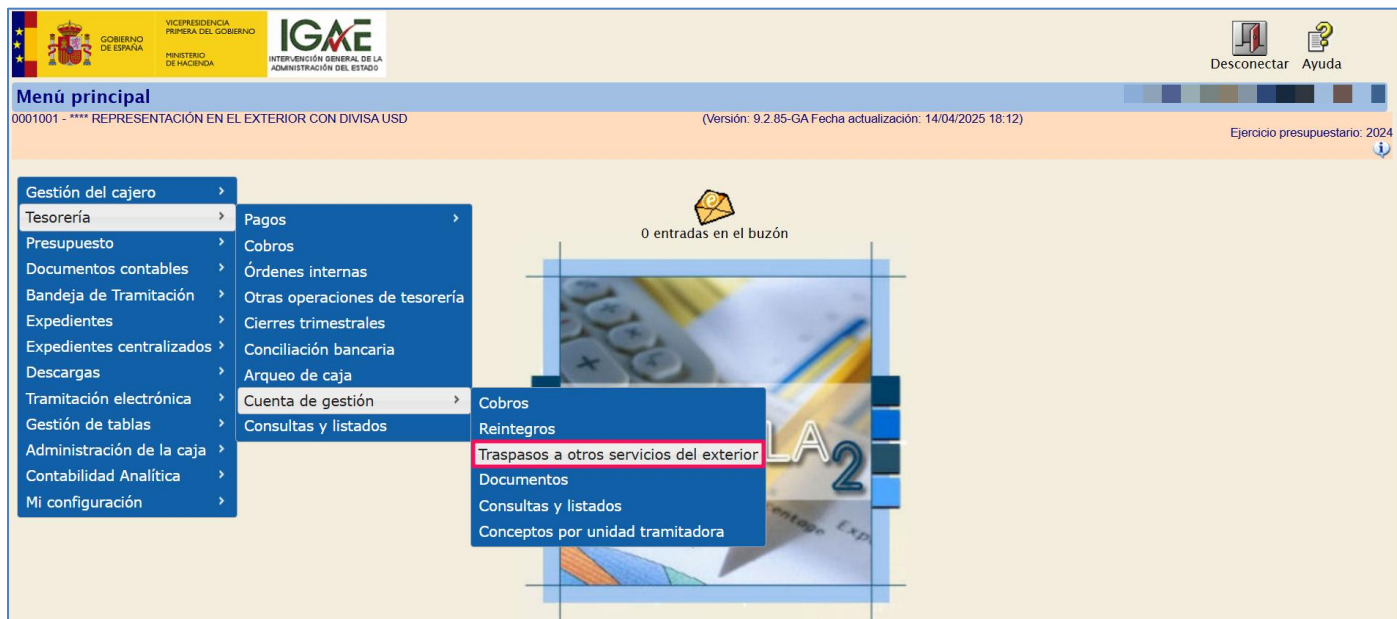 GOBIERNO
DE ESPAÑA
VICEPRESIDENCIA
PRIMERA DEL GOBIERNO
MINISTERIO
DE HACIENDA
IGAE
INTERVENCIÓN GENERAL DE LA
ADMINISTRACIÓN DEL ESTADO
Desconectar Ayuda
Menú principal
0001001 - **** REPRESENTACIÓN EN EL EXTERIOR CON DIVISA USD
(Versión: 9.2.85-GA Fecha actualización: 14/04/2025 18:12)
Ejercicio presupuestario: 2024
Gestión del cajero
Tesorería
Presupuesto
Documentos contables
Bandeja de Tramitación
Expedientes
Expedientes centralizados
Descargas
Tramitación electrónica
Gestión de tablas
Administración de la caja
Contabilidad Analítica
Mi configuración
Pagos
Cobros
Órdenes internas
Otras operaciones de tesorería
Cierres trimestrales
Conciliación bancaria
Arqueo de caja
Cuenta de gestión
Consultas y listados
Cobros
Reintegros
Traspasos a otros servicios del exterior
Documentos
Consultas y listados
Conceptos por unidad tramitadora
0 entradas en el buzón
LA2